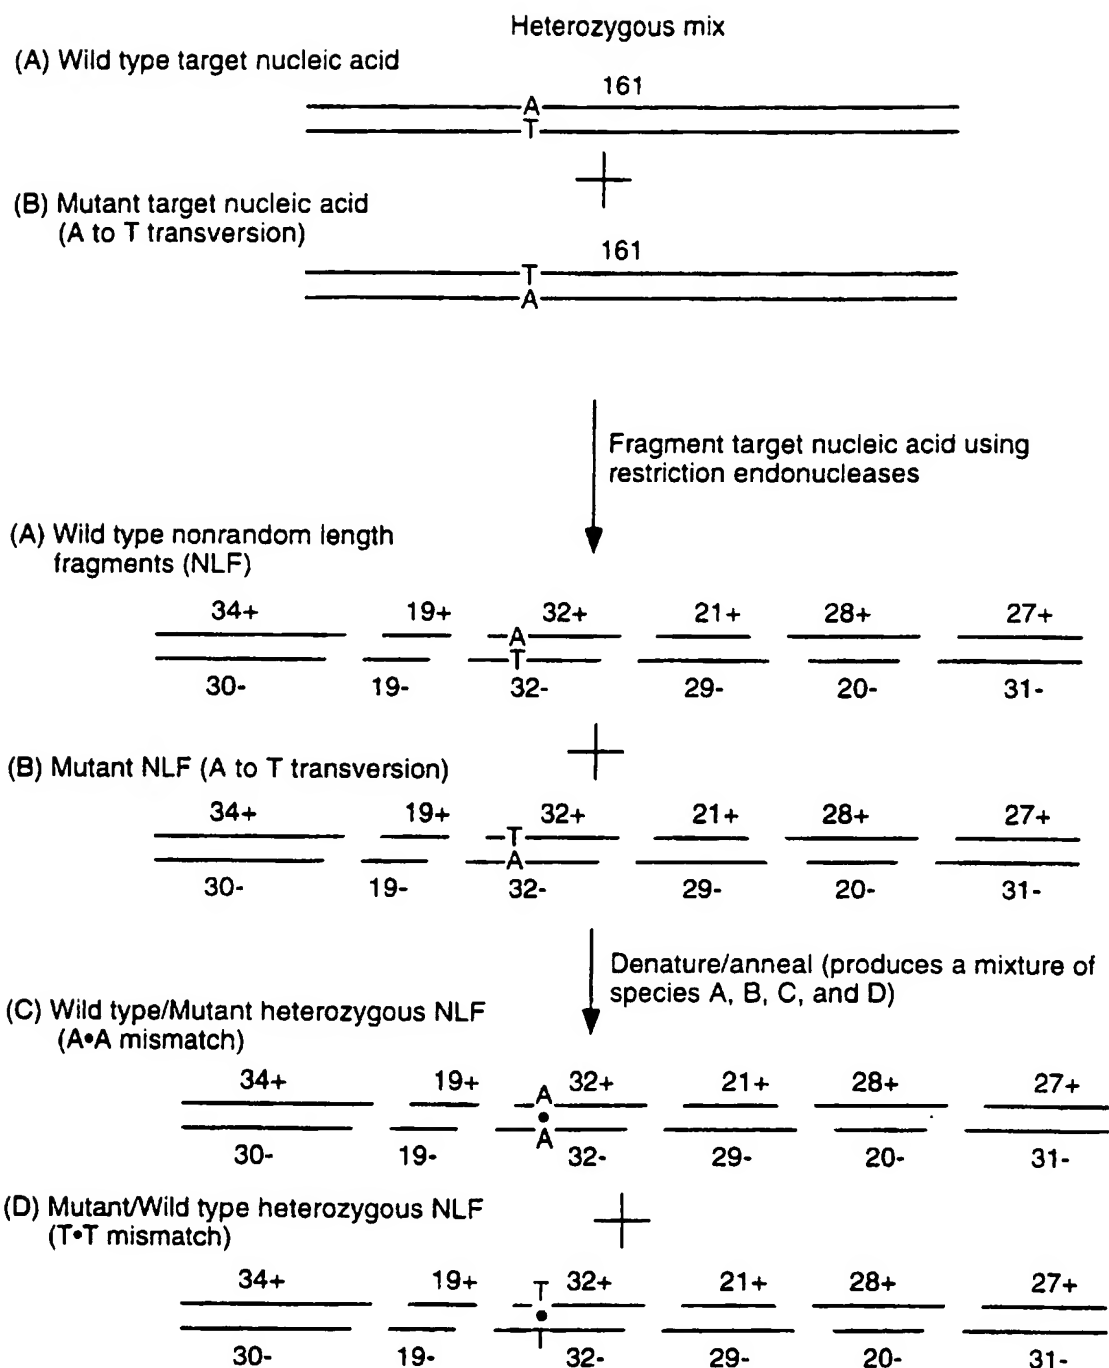 Heterozygous mix
(A) Wild type target nucleic acid
161
A
T
(B) Mutant target nucleic acid
(A to T transversion)
161
T
A
Fragment target nucleic acid using
restriction endonucleases
(A) Wild type nonrandom length
fragments (NLF)
34+ 19+ 32+ 21+ 28+ 27+
A
T
30- 19- 32- 29- 20- 31-
(B) Mutant NLF (A to T transversion)
34+ 19+ 32+ 21+ 28+ 27+
T
A
30- 19- 32- 29- 20- 31-
Denature/anneal (produces a mixture of
species A, B, C, and D)
(C) Wild type/Mutant heterozygous NLF
(A•A mismatch)
34+ 19+ 32+ 21+ 28+ 27+
A
A
30- 19- 32- 29- 20- 31-
(D) Mutant/Wild type heterozygous NLF
(T•T mismatch)
34+ 19+ 32+ 21+ 28+ 27+
T
T
30- 19- 32- 29- 20- 31-